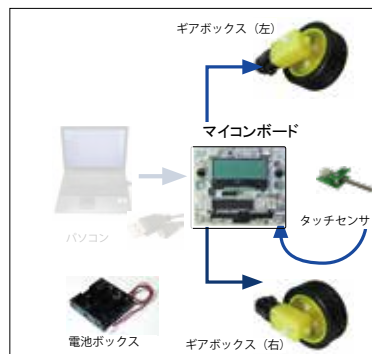 ギアボックス（左）
マイコンボード
タッチセンサ
パソコン
電池ボックス
ギアボックス（右）